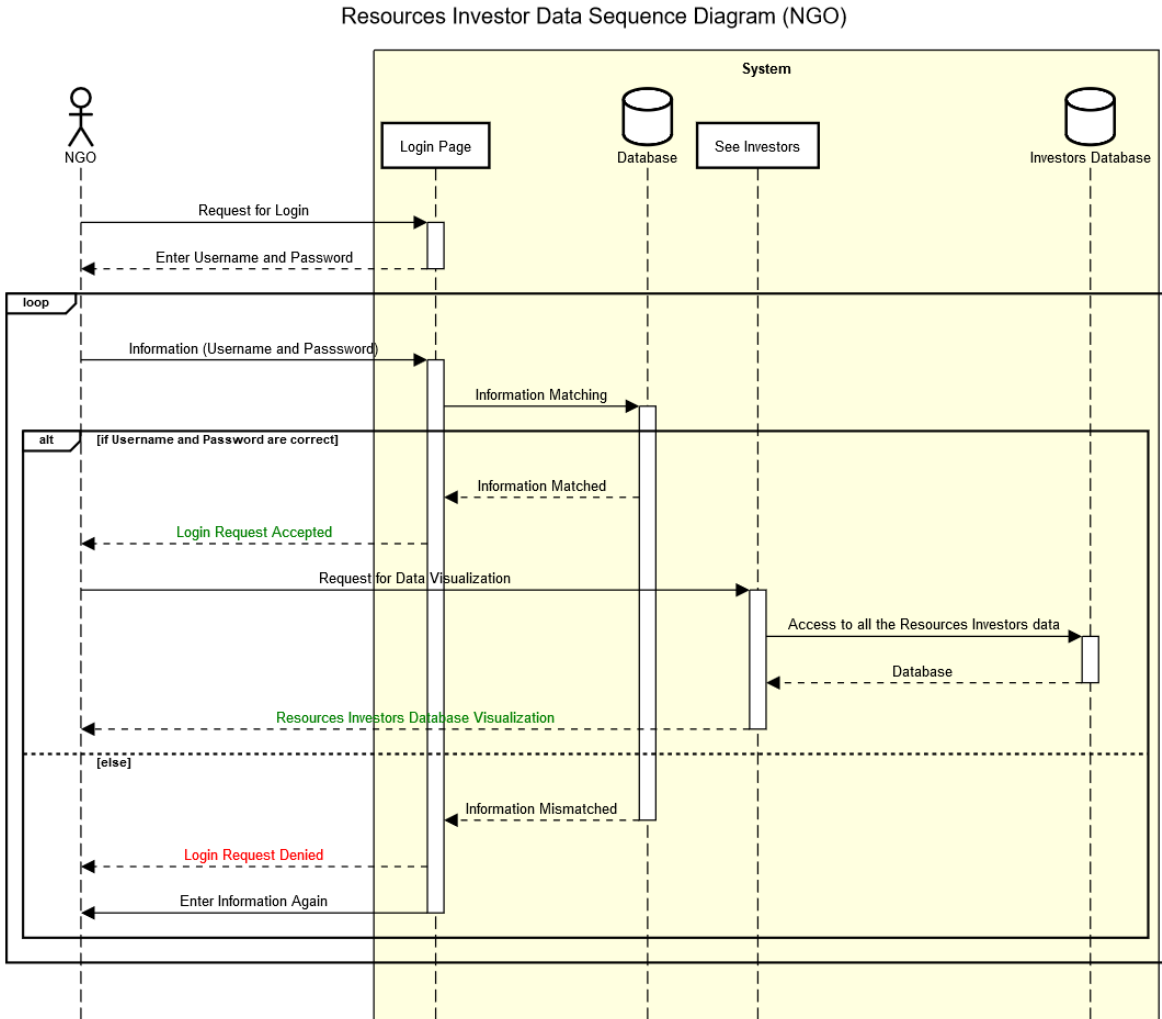 Resources Investor Data Sequence Diagram (NGO)
System
NGO
Login Page
Database
See Investors
Investors Database
Request for Login
Enter Username and Password
loop
Information (Username and Passsword)
Information Matching
alt
[if Username and Password are correct]
Information Matched
Login Request Accepted
Request for Data Visualization
Access to all the Resources Investors data
Database
Resources Investors Database Visualization
[else]
Information Mismatched
Login Request Denied
Enter Information Again